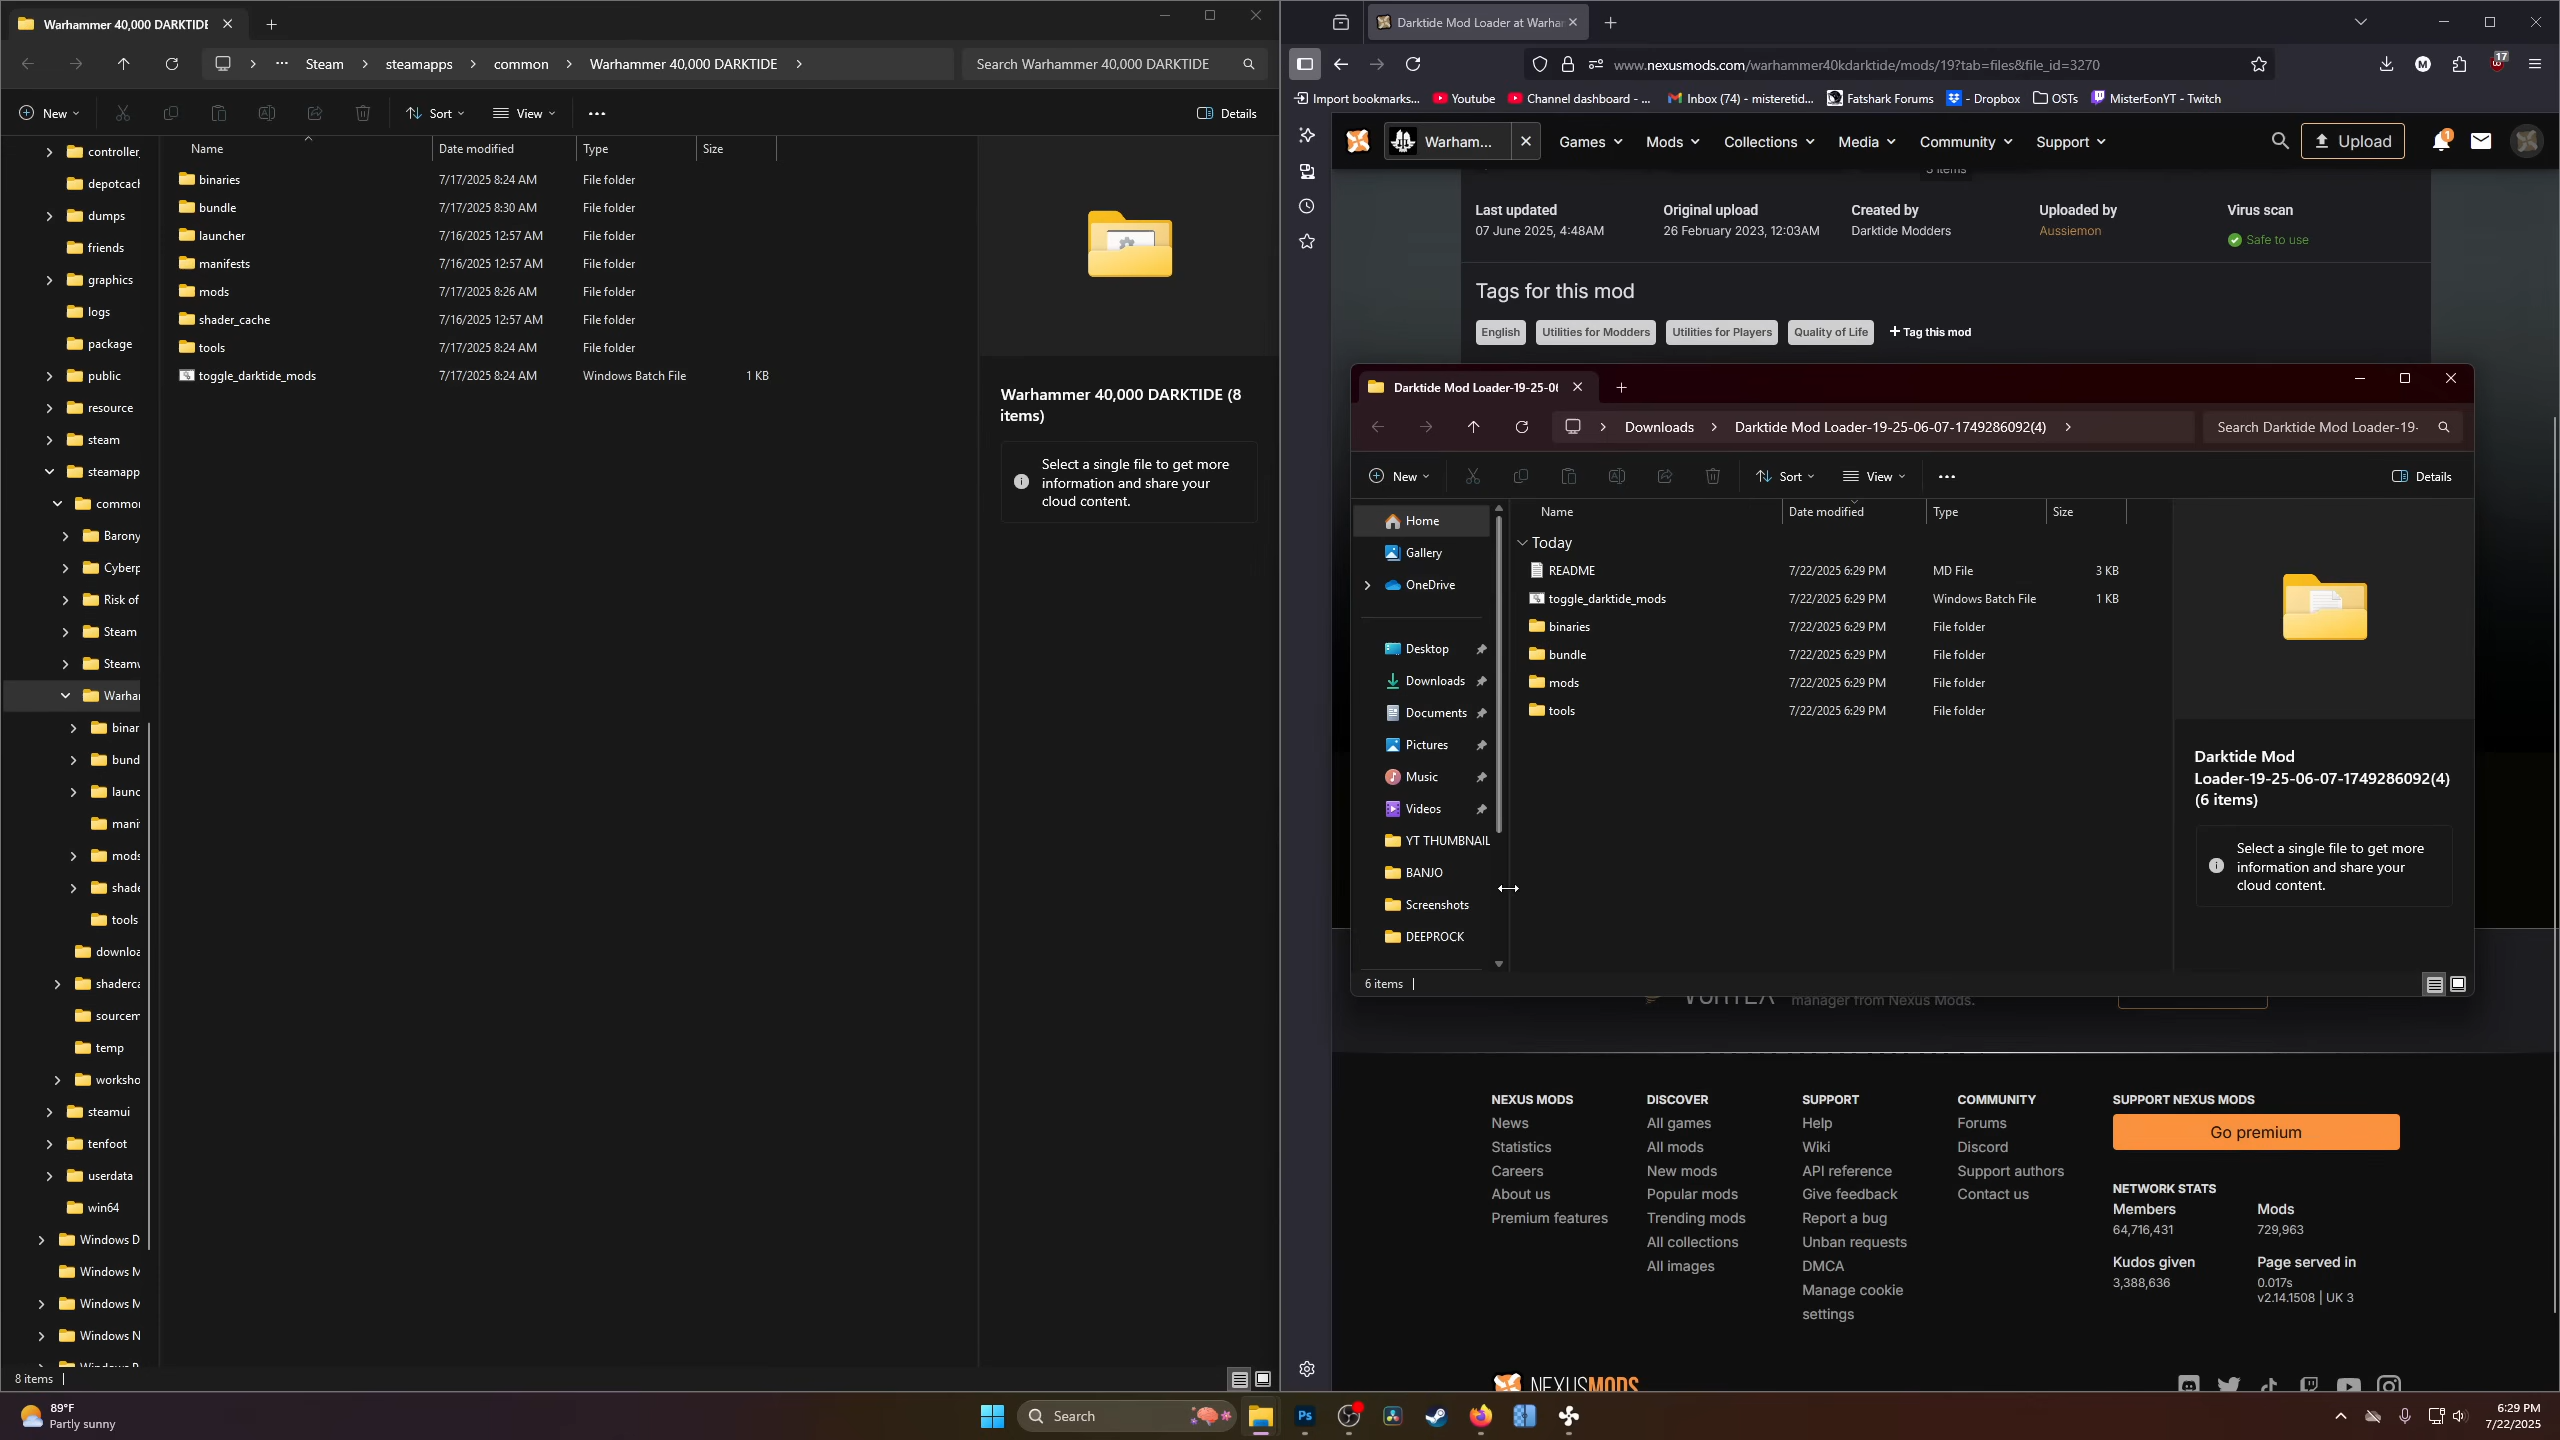 Warhammer 40,000 DARKTIDE
Steam
steamapps
common
Warhammer 40,000 DARKTIDE
Search Warhammer 40,000 DARKTIDE
New
Sort
View
Details
controller_
depotcach
dumps
friends
graphics
logs
package
public
resource
steam
steamapp
common
Barony
Cyberp
Risk of
Steam
Steamw
Warhar
binar
bund
launc
mani
mods
shade
tools
downloa
shaderca
sourcem
temp
worksho
steamui
tenfoot
userdata
win64
Windows D
Windows M
Windows M
Windows N
Name
Date modified
Type
Size
binaries
7/17/2025 8:24 AM
File folder
bundle
7/17/2025 8:30 AM
File folder
launcher
7/16/2025 12:57 AM
File folder
manifests
7/16/2025 12:57 AM
File folder
mods
7/17/2025 8:26 AM
File folder
shader_cache
7/16/2025 12:57 AM
File folder
tools
7/17/2025 8:24 AM
File folder
toggle_darktide_mods
7/17/2025 8:24 AM
Windows Batch File
1 KB
Warhammer 40,000 DARKTIDE (8
items)
Select a single file to get more
information and share your
cloud content.
8 items
Darktide Mod Loader at Warha
www.nexusmods.com/warhammer40kdarktide/mods/19?tab=files&file_id=3270
17
Import bookmarks...
Youtube
Channel dashboard - ...
Inbox (74) - misteretid...
Fatshark Forums
- Dropbox
OSTs
MisterEonYT - Twitch
Warham...
Games
Mods
Collections
Media
Community
Support
Upload
1
3 items
Last updated
07 June 2025, 4:48AM
Original upload
26 February 2023, 12:03AM
Created by
Darktide Modders
Uploaded by
Aussiemon
Virus scan
Safe to use
Tags for this mod
English
Utilities for Modders
Utilities for Players
Quality of Life
+ Tag this mod
Darktide Mod Loader-19-25-06
Downloads
Darktide Mod Loader-19-25-06-07-1749286092(4)
Search Darktide Mod Loader-19-
New
Sort
View
Details
Home
Gallery
OneDrive
Desktop
Downloads
Documents
Pictures
Music
Videos
YT THUMBNAIL
BANJO
Screenshots
DEEPROCK
Name
Date modified
Type
Size
Today
README
7/22/2025 6:29 PM
MD File
3 KB
toggle_darktide_mods
7/22/2025 6:29 PM
Windows Batch File
1 KB
binaries
7/22/2025 6:29 PM
File folder
bundle
7/22/2025 6:29 PM
File folder
mods
7/22/2025 6:29 PM
File folder
tools
7/22/2025 6:29 PM
File folder
Darktide Mod
Loader-19-25-06-07-1749286092(4)
(6 items)
Select a single file to get more
information and share your
cloud content.
6 items
manager from Nexus Mods.
NEXUS MODS
News
Statistics
Careers
About us
Premium features
DISCOVER
All games
All mods
New mods
Popular mods
Trending mods
All collections
All images
SUPPORT
Help
Wiki
API reference
Give feedback
Report a bug
Unban requests
DMCA
Manage cookie
settings
COMMUNITY
Forums
Discord
Support authors
Contact us
SUPPORT NEXUS MODS
Go premium
NETWORK STATS
Members
64,716,431
Mods
729,963
Kudos given
3,388,636
Page served in
0.017s
v2.14.1508 | UK 3
NEXUSMODS
89°F
Partly sunny
Search
Ps
6:29 PM
7/22/2025